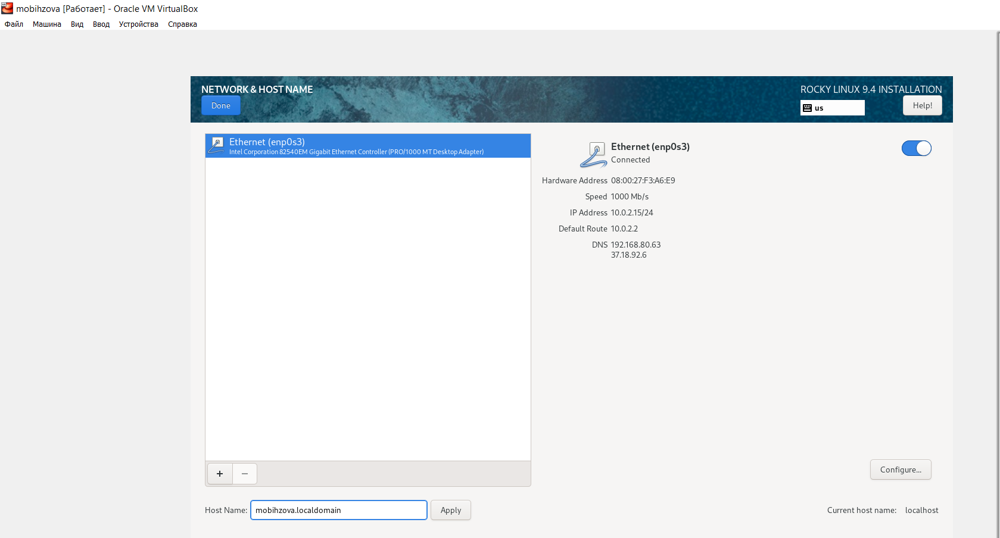 mobihzova [Работает] - Oracle VM VirtualBox
Файл Машина Вид Ввод Устройства Справка
NETWORK & HOST NAME
ROCKY LINUX 9.4 INSTALLATION
Done
us
Help!
Ethernet (enp0s3)
Intel Corporation 82540EM Gigabit Ethernet Controller (PRO/1000 MT Desktop Adapter)
Ethernet (enp0s3)
Connected
Hardware Address 08:00:27:F3:A6:E9
Speed 1000 Mb/s
IP Address 10.0.2.15/24
Default Route 10.0.2.2
DNS 192.168.80.63
37.18.92.6
+ −
Configure...
Host Name: mobihzova.localdomain Apply
Current host name: localhost